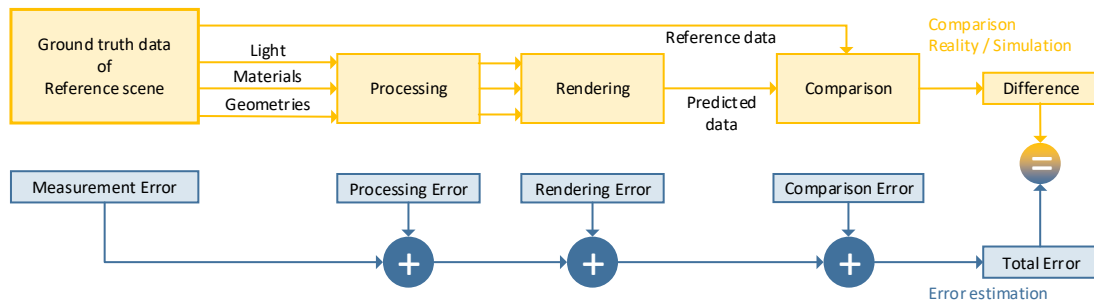 Ground truth data
of
Reference scene
Light
Materials
Geometries
Processing
Rendering
Reference data
Predicted
data
Comparison
Comparison
Reality / Simulation
Difference
=
Measurement Error
Processing Error
Rendering Error
Comparison Error
+
+
+
Total Error
Error estimation